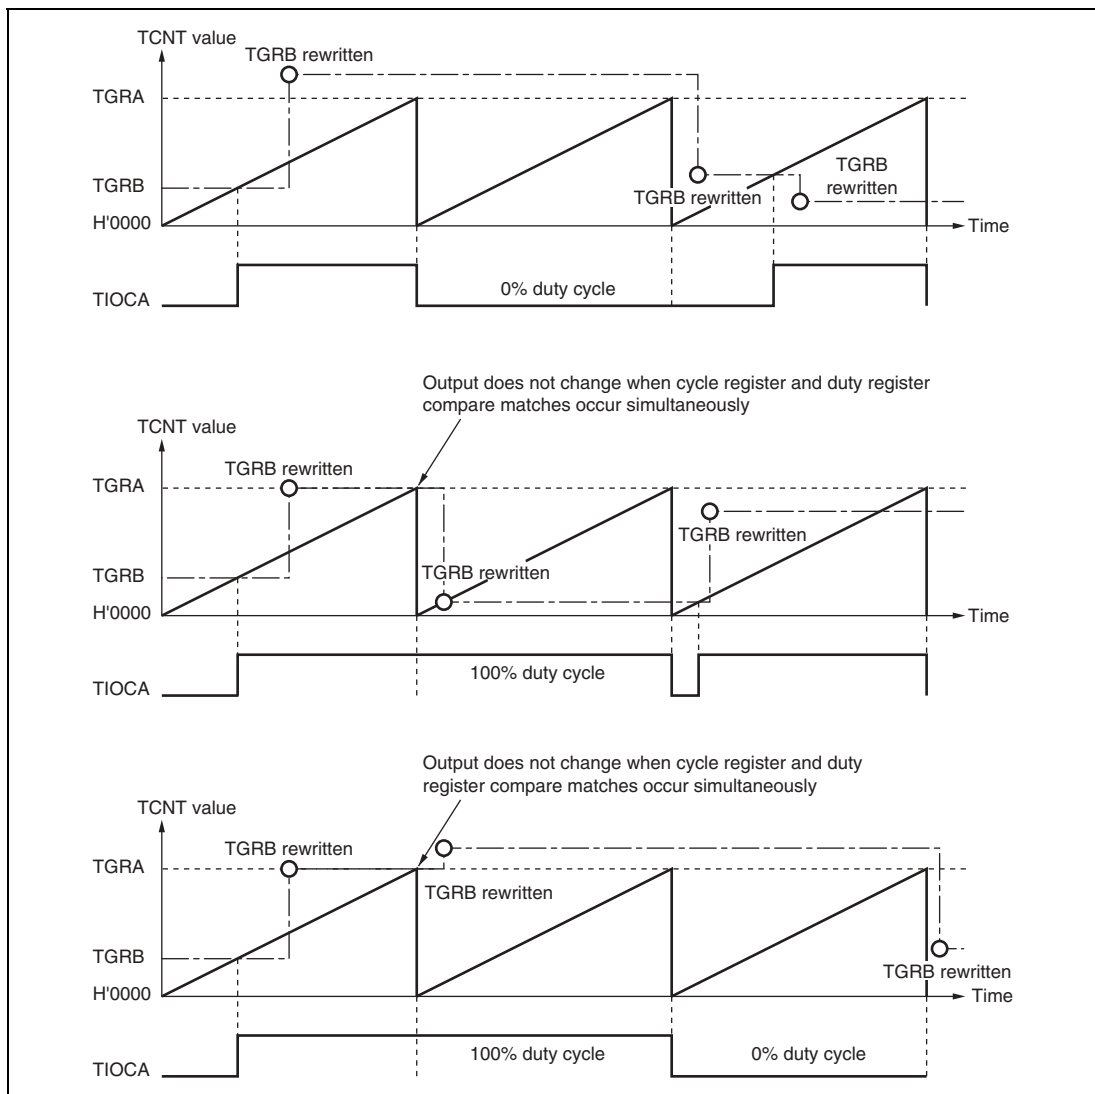 TCNT value
TGRB rewritten
TGRA
TGRB
TGRB rewritten
TGRB
rewritten
H'0000
Time
0% duty cycle
TIOCA
Output does not change when cycle register and duty register
compare matches occur simultaneously
TCNT value
TGRB rewritten
TGRA
TGRB rewritten
TGRB
TGRB rewritten
H'0000
Time
100% duty cycle
TIOCA
Output does not change when cycle register and duty
register compare matches occur simultaneously
TCNT value
TGRB rewritten
TGRA
TGRB rewritten
TGRB
TGRB rewritten
H'0000
Time
100% duty cycle
0% duty cycle
TIOCA